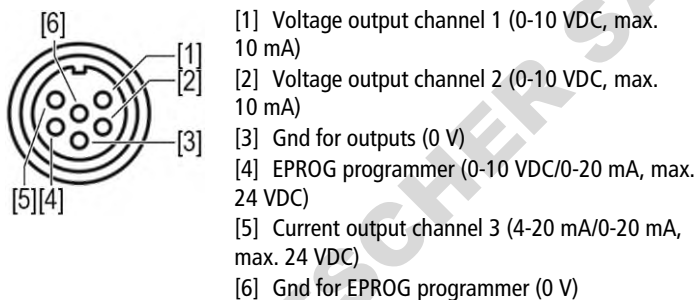 [6]
[1]
[2]
[3]
[5][4]
[1] Voltage output channel 1 (0-10 VDC, max.
10 mA)
[2] Voltage output channel 2 (0-10 VDC, max.
10 mA)
[3] Gnd for outputs (0 V)
[4] EPROG programmer (0-10 VDC/0-20 mA, max.
24 VDC)
[5] Current output channel 3 (4-20 mA/0-20 mA,
max. 24 VDC)
[6] Gnd for EPROG programmer (0 V)
SCHER SA